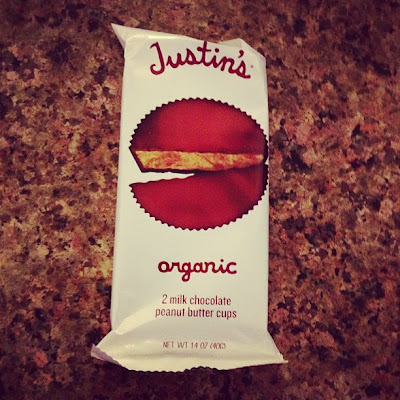 Justin's®
organic
2 milk chocolate
peanut butter cups
NET WT 1.4 OZ (40G)